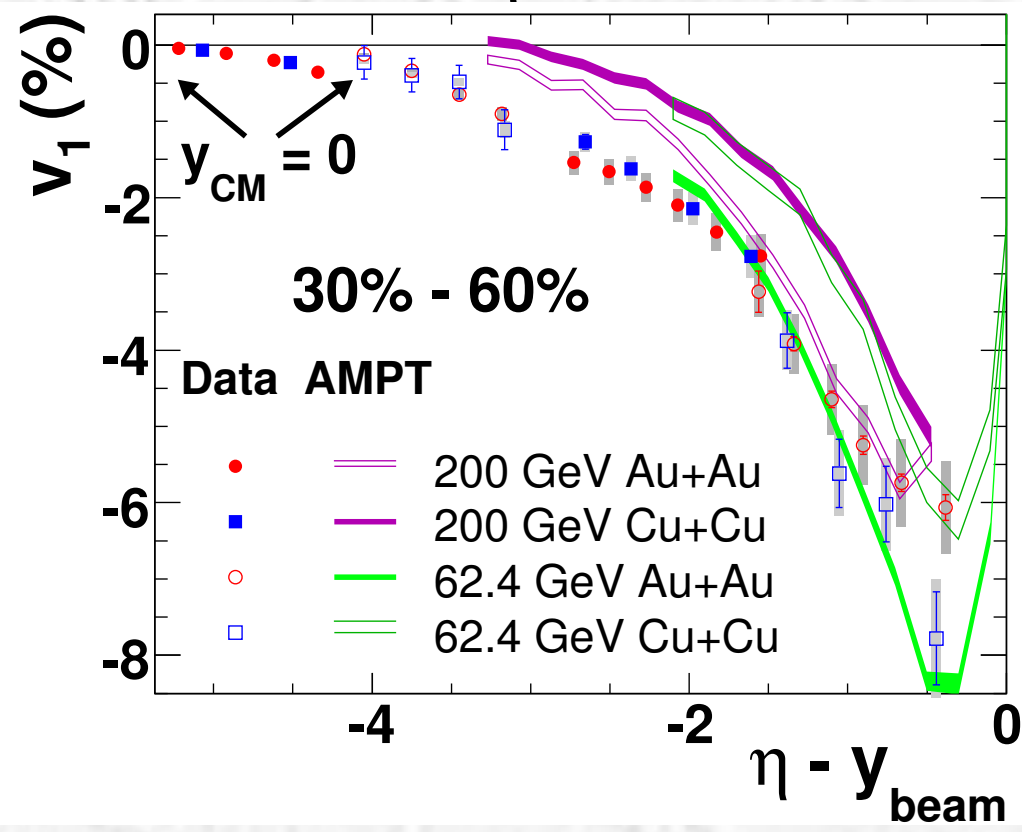 v1 (%)
0
-2
-4
-6
-8
yCM = 0
30% - 60%
Data AMPT
200 GeV Au+Au
200 GeV Cu+Cu
62.4 GeV Au+Au
62.4 GeV Cu+Cu
-4 -2 0
η - ybeam